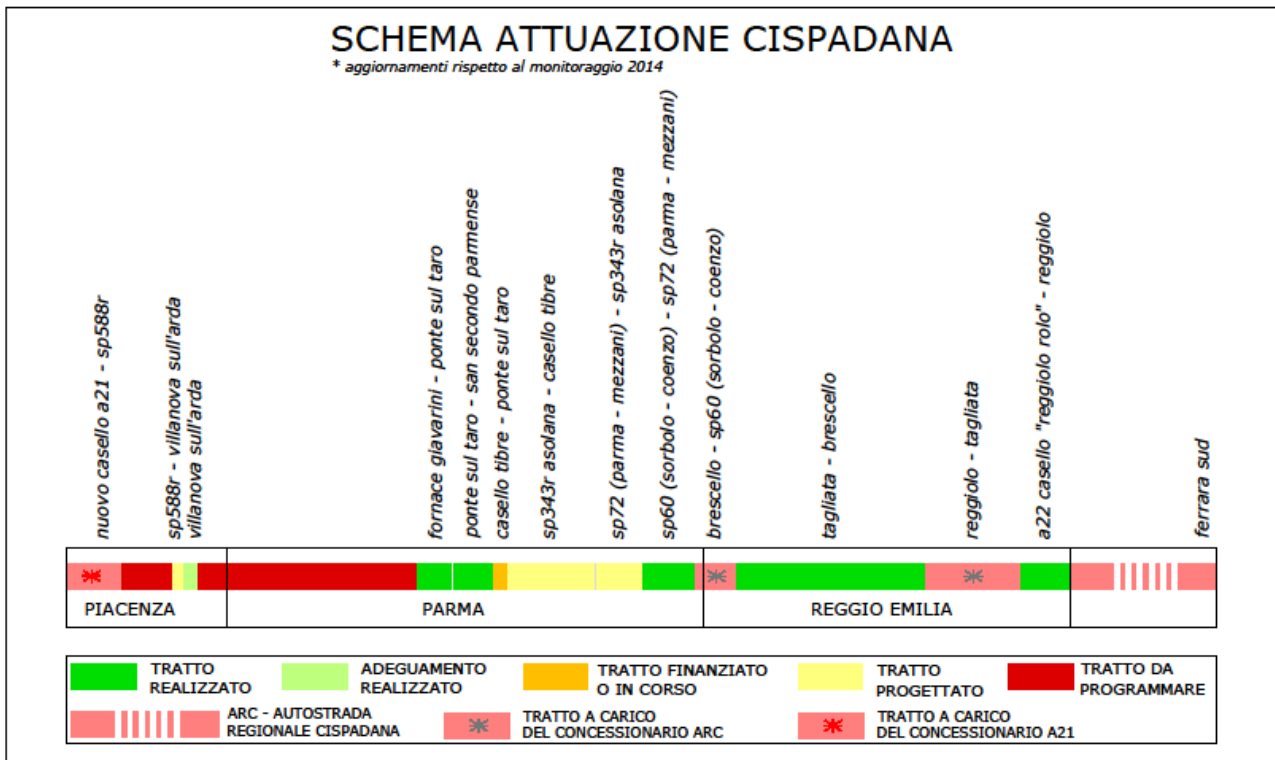 SCHEMA ATTUAZIONE CISPADANA
* aggiornamenti rispetto al monitoraggio 2014
nuovo casello a21 - sp588r
sp588r - villanova sull'arda
villanova sull'arda
fornace giavarini - ponte sul taro
ponte sul taro - san secondo parmense
casello tibre - ponte sul taro
sp343r asolana - casello tibre
sp72 (parma - mezzani) - sp343r asolana
sp60 (sorbolo - coenzo) - sp72 (parma - mezzani)
brescello - sp60 (sorbolo - coenzo)
tagliata - brescello
reggiolo - tagliata
a22 casello "reggiolo rolo" - reggiolo
ferrara sud
PIACENZA
PARMA
REGGIO EMILIA
TRATTO
REALIZZATO
ADEGUAMENTO
REALIZZATO
TRATTO FINANZIATO
O IN CORSO
TRATTO
PROGETTATO
TRATTO DA
PROGRAMMARE
ARC - AUTOSTRADA
REGIONALE CISPADANA
TRATTO A CARICO
DEL CONCESSIONARIO ARC
TRATTO A CARICO
DEL CONCESSIONARIO A21